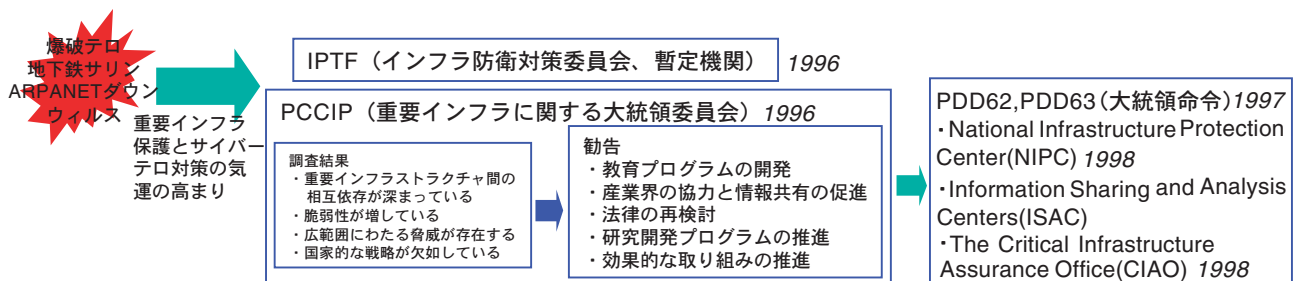 爆破テロ
地下鉄サリン
ARPANETダウン
ウィルス
重要インフラ
保護とサイバー
テロ対策の気
運の高まり
IPTF（インフラ防衛対策委員会、暫定機関） 1996
PCCIP（重要インフラに関する大統領委員会） 1996
調査結果
・重要インフラストラクチャ間の
相互依存が深まっている
・脆弱性が増している
・広範囲にわたる脅威が存在する
・国家的な戦略が欠如している
勧告
・教育プログラムの開発
・産業界の協力と情報共有の促進
・法律の再検討
・研究開発プログラムの推進
・効果的な取り組みの推進
PDD62,PDD63（大統領命令）1997
・National Infrastructure Protection
Center(NIPC) 1998
・Information Sharing and Analysis
Centers(ISAC)
・The Critical Infrastructure
Assurance Office(CIAO) 1998